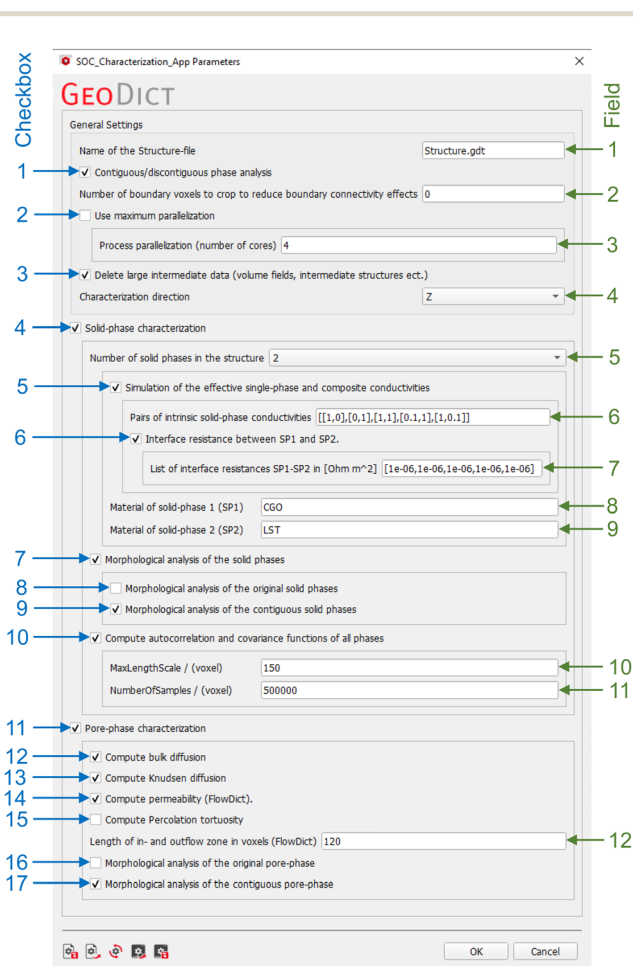 Checkbox
Field
SOC_Characterization_App Parameters
GEODICT
General Settings
Name of the Structure-file Structure.gdt 1
1 Contiguous/discontiguous phase analysis
Number of boundary voxels to crop to reduce boundary connectivity effects 0 2
2 Use maximum parallelization
Process parallelization (number of cores) 4 3
3 Delete large intermediate data (volume fields, intermediate structures ect.)
Characterization direction Z 4
4 Solid-phase characterization
Number of solid phases in the structure 2 5
5 Simulation of the effective single-phase and composite conductivities
Pairs of intrinsic solid-phase conductivities [[1,0],[0,1],[1,1],[0.1,1],[1,0.1]] 6
6 Interface resistance between SP1 and SP2.
List of interface resistances SP1-SP2 in [Ohm m^2] [1e-06,1e-06,1e-06,1e-06,1e-06] 7
Material of solid-phase 1 (SP1) CGO 8
Material of solid-phase 2 (SP2) LST 9
7 Morphological analysis of the solid phases
8 Morphological analysis of the original solid phases
9 Morphological analysis of the contiguous solid phases
10 Compute autocorrelation and covariance functions of all phases
MaxLengthScale / (voxel) 150 10
NumberOfSamples / (voxel) 500000 11
11 Pore-phase characterization
12 Compute bulk diffusion
13 Compute Knudsen diffusion
14 Compute permeability (FlowDict).
15 Compute Percolation tortuosity
Length of in- and outflow zone in voxels (FlowDict) 120 12
16 Morphological analysis of the original pore-phase
17 Morphological analysis of the contiguous pore-phase
OK Cancel